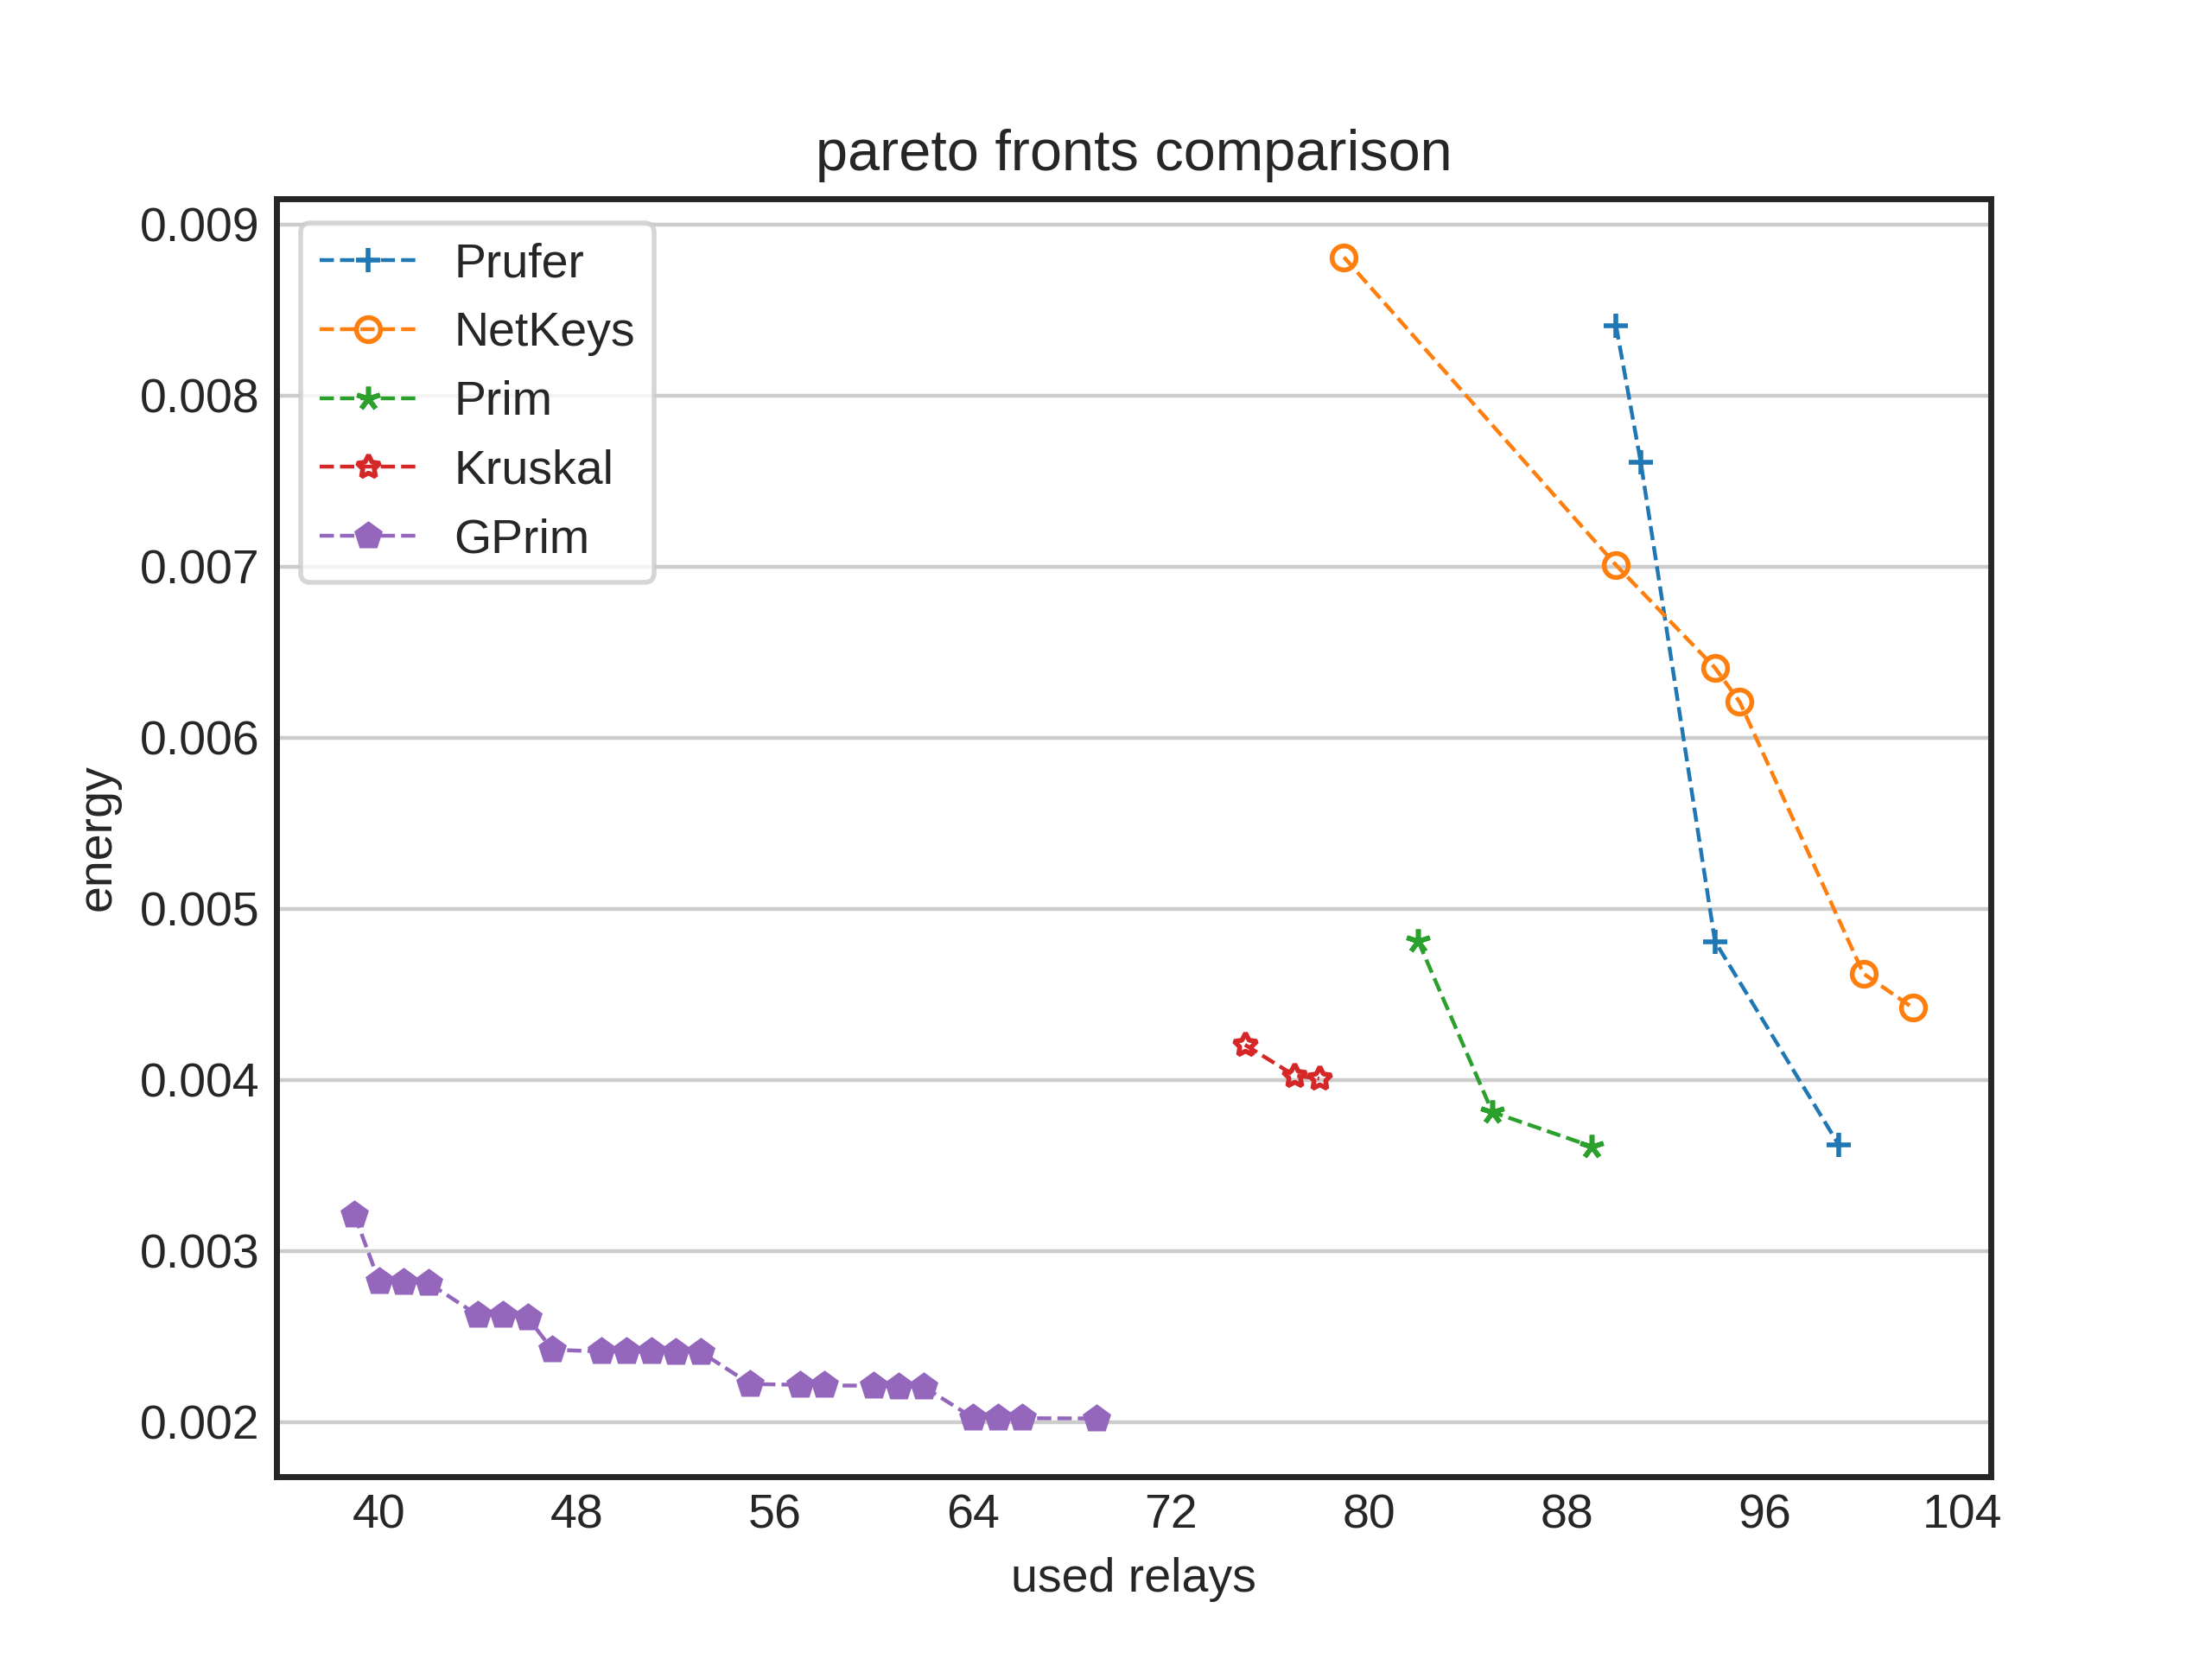 pareto fronts comparison
0.009
0.008
0.007
0.006
0.005
0.004
0.003
0.002
energy
Prufer
NetKeys
Prim
Kruskal
GPrim
40 48 56 64 72 80 88 96 104
used relays